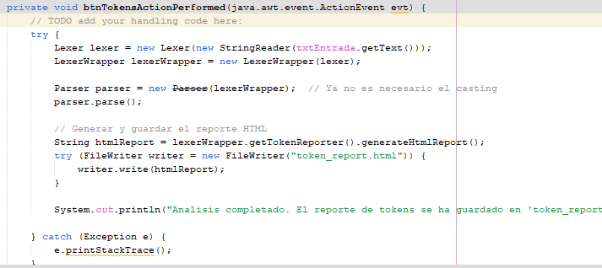 private void btnTokensActionPerformed(java.awt.event.ActionEvent evt) {
// TODO add your handling code here:
try {
Lexer lexer = new Lexer(new StringReader(txtEntrada.getText()));
LexerWrapper lexerWrapper = new LexerWrapper(lexer);
Parser parser = new Parser(lexerWrapper);  // Ya no es necesario el casting
parser.parse();
// Generar y guardar el reporte HTML
String htmlReport = lexerWrapper.getTokenReporter().generateHtmlReport();
try (FileWriter writer = new FileWriter("token_report.html")) {
writer.write(htmlReport);
}
System.out.println("Analisis completado. El reporte de tokens se ha guardado en 'token_report
} catch (Exception e) {
e.printStackTrace();
}